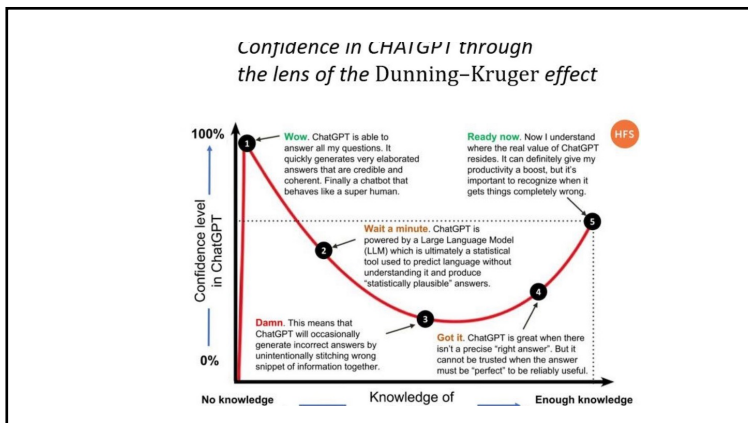 Confidence in CHATGPT through
the lens of the Dunning–Kruger effect
HFS
100%
Confidence level
in ChatGPT
0%
1
Wow. ChatGPT is able to
answer all my questions. It
quickly generates very elaborated
answers that are credible and
coherent. Finally a chatbot that
behaves like a super human.
2
Wait a minute. ChatGPT is
powered by a Large Language Model
(LLM) which is ultimately a statistical
tool used to predict language without
understanding it and produce
“statistically plausible” answers.
3
Damn. This means that
ChatGPT will occasionally
generate incorrect answers by
unintentionally stitching wrong
snippet of information together.
4
Got it. ChatGPT is great when there
isn’t a precise “right answer”. But it
cannot be trusted when the answer
must be “perfect” to be reliably useful.
5
Ready now. Now I understand
where the real value of ChatGPT
resides. It can definitely give my
productivity a boost, but it’s
important to recognize when it
gets things completely wrong.
No knowledge
Knowledge of
Enough knowledge